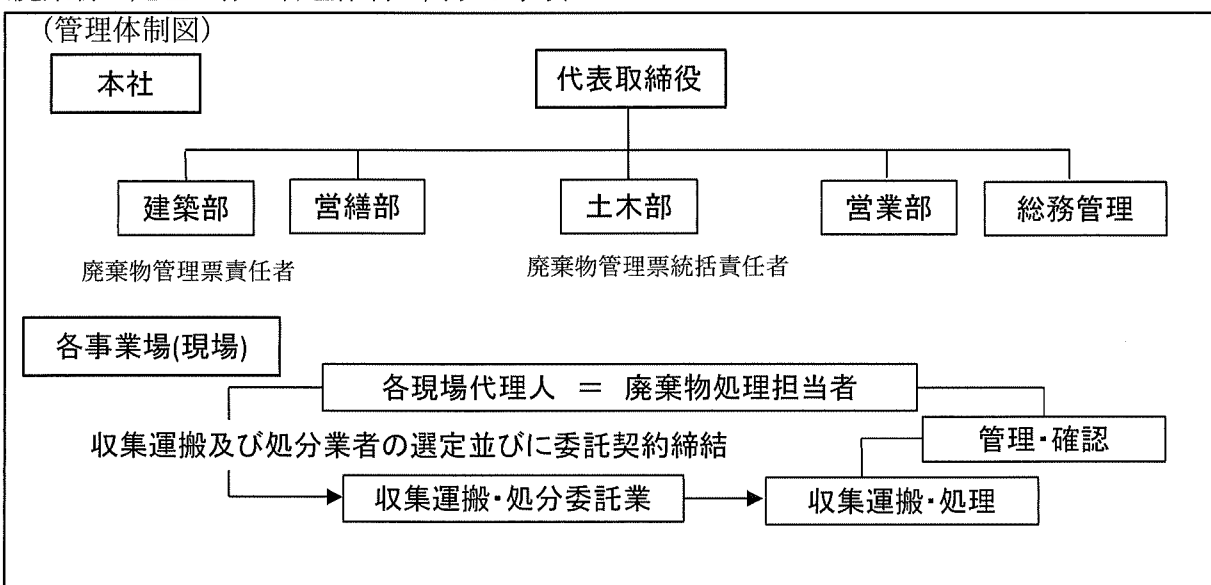 (管理体制図)
本社
代表取締役
建築部 営繕部 土木部 営業部 総務管理
廃棄物管理票責任者 廃棄物管理票統括責任者
各事業場(現場)
各現場代理人 = 廃棄物処理担当者
収集運搬及び処分業者の選定並びに委託契約締結
管理・確認
収集運搬・処分委託業
収集運搬・処理